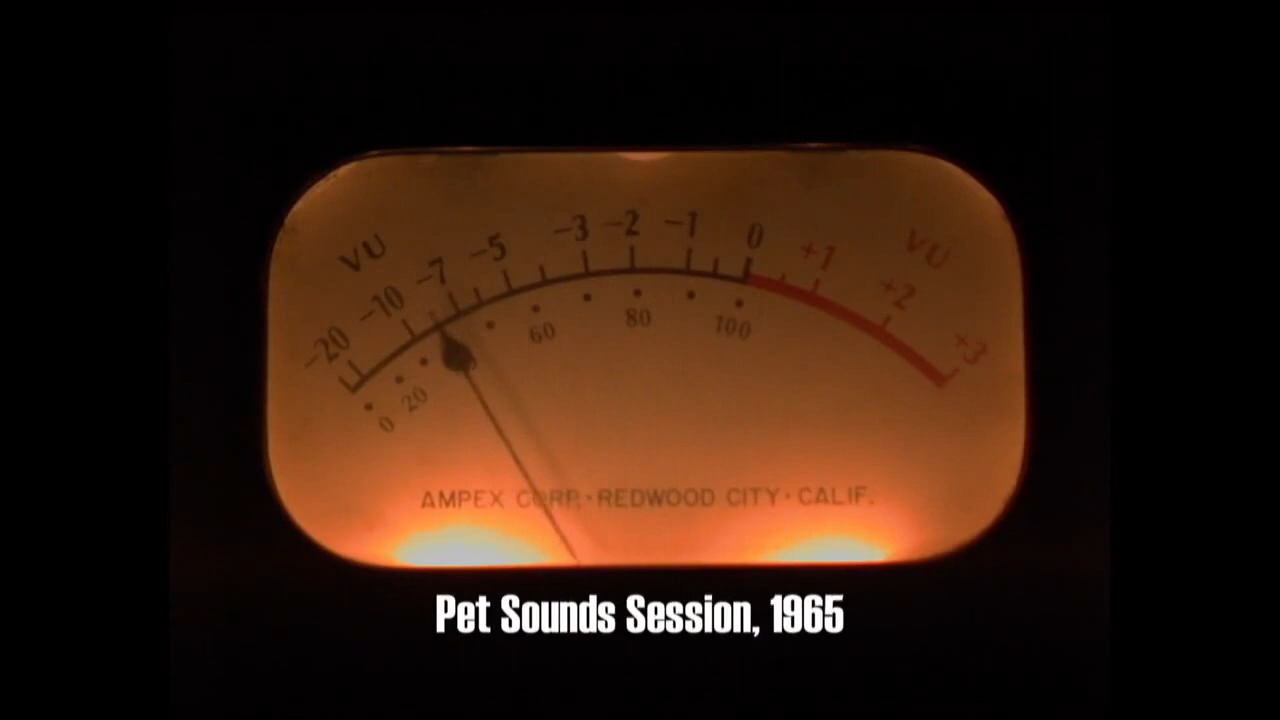 VU VU
-20 -10 -7 -5 -3 -2 -1 0 +1 +2 +3
0 20 60 80 100
AMPEX CORP. · REDWOOD CITY · CALIF.
Pet Sounds Session, 1965